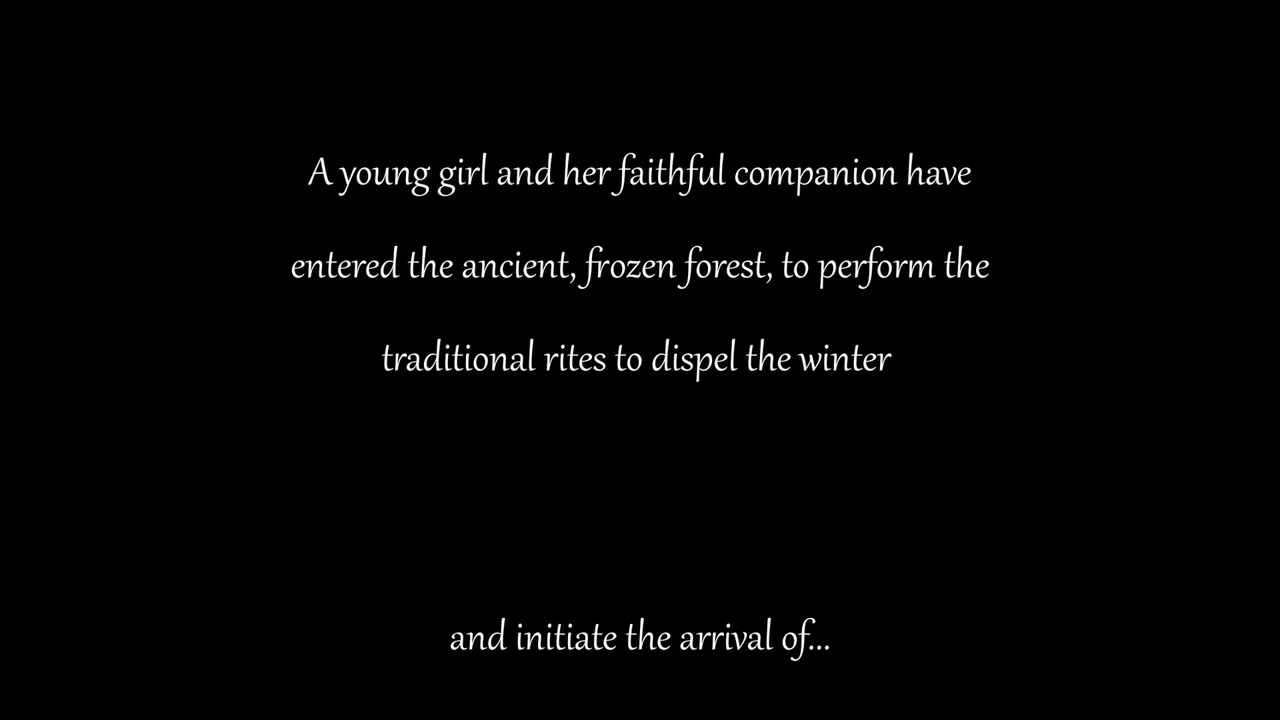 A young girl and her faithful companion have
entered the ancient, frozen forest, to perform the
traditional rites to dispel the winter
and initiate the arrival of...